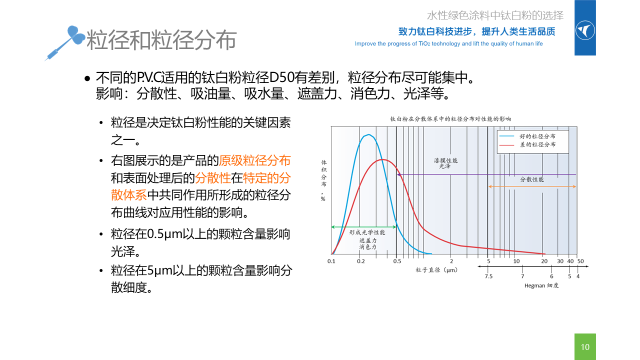 水性绿色涂料中钛白粉的选择
致力钛白科技进步，提升人类生活品质
Improve the progress of TiO₂ technology and lift the quality of human life
粒径和粒径分布
● 不同的P.V.C适用的钛白粉粒径D50有差别，粒径分布尽可能集中。
影响：分散性、吸油量、吸水量、遮盖力、消色力、光泽等。
• 粒径是决定钛白粉性能的关键因素
之一。
• 右图展示的是产品的原级粒径分布
和表面处理后的分散性在特定的分
散体系中共同作用所形成的粒径分
布曲线对应用性能的影响。
• 粒径在0.5μm以上的颗粒含量影响
光泽。
• 粒径在5μm以上的颗粒含量影响分
散细度。
钛白粉在分散体系中的粒径分布对性能的影响
好的粒径分布
差的粒径分布
体积分布，%
漆膜性能
光泽
分散性能
形成光学性能
遮盖力
消色力
0.1 0.2 0.5 2 5 10 20 30 40 50
粒子直径（μm）
7.5 7 6 5 4
Hegman 细度
10